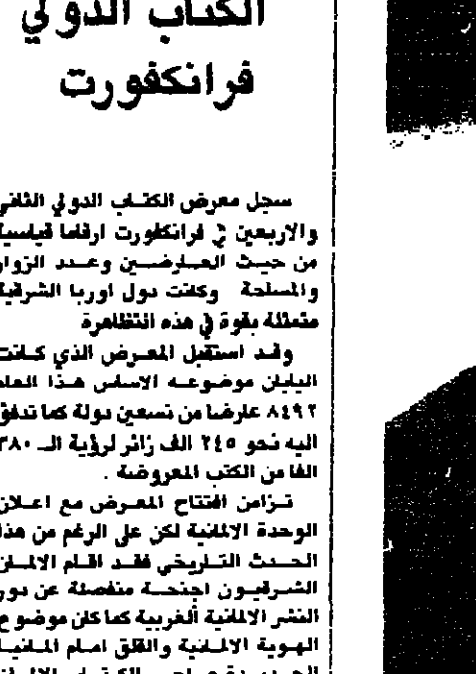 الكتاب الدولي
فرانكفورت
سجل معرض الكتاب الدولي الثاني
والاربعين في فرانكفورت ارقاما قياسية
من حيث العارضين وعدد الزوار
والمساحة وكانت دول اوربا الشرقية
متمثلة بقوة في هذه التظاهرة
وقد استقبل المعرض الذي كانت
اليابان موضوعه الاساس هذا العام
٨٤٩٢ عارضا من تسعين دولة كما تدفق
اليه نحو ٢٤٥ الف زائر لرؤية الـ ٣٨٠
الفا من الكتب المعروضة .
تزامن افتتاح المعرض مع اعلان
الوحدة الالمانية لكن على الرغم من هذا
الحدث التاريخي فقد اقام الالمان
الشرقيون اجنحة منفصلة عن دور
النشر الالمانية الغربية كما كان موضوع
الهوية الالمانية والقلق امام المانيا